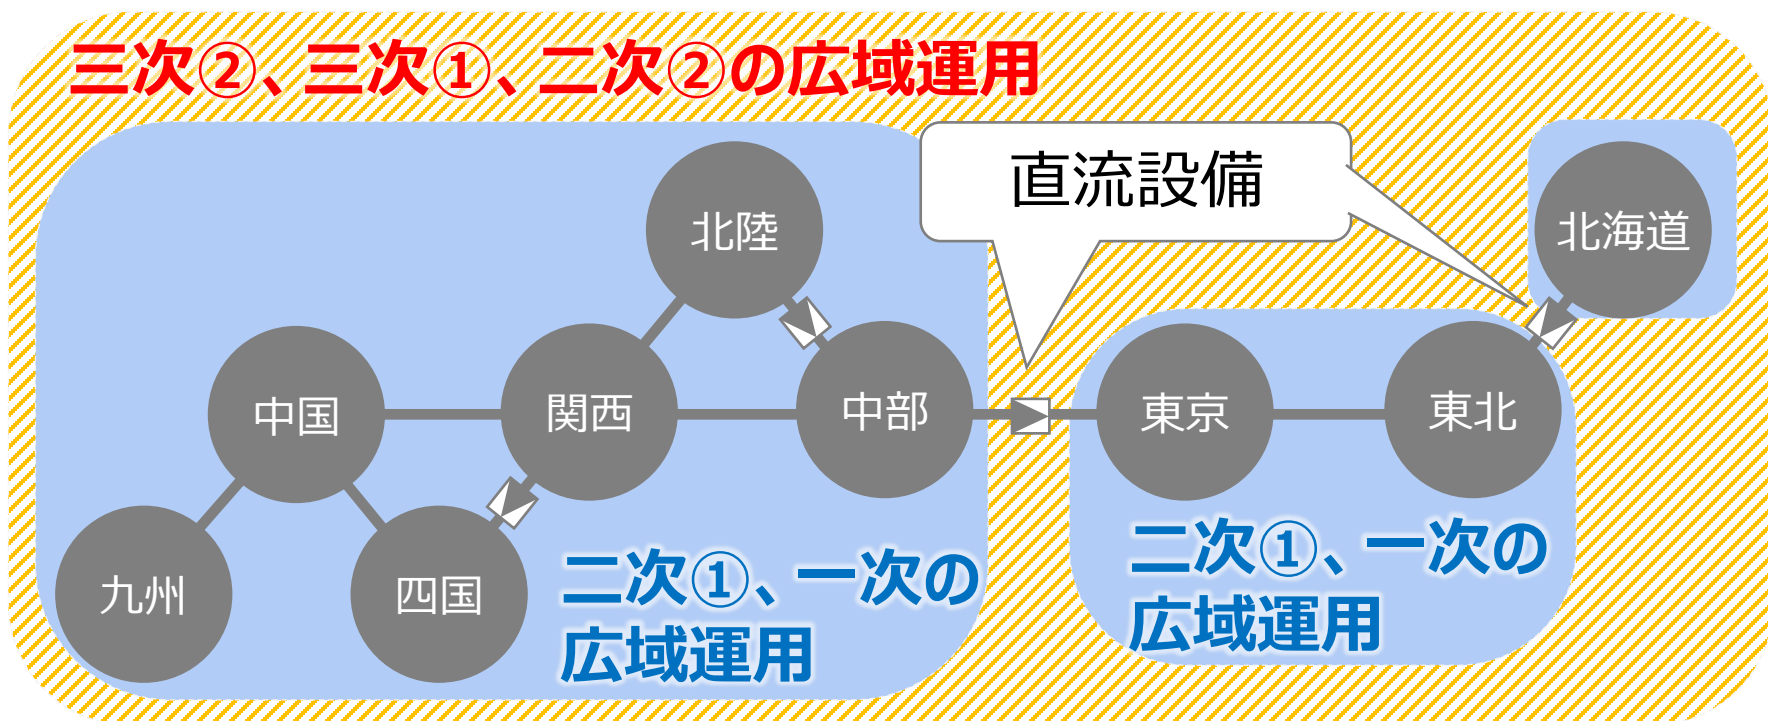 三次②、三次①、二次②の広域運用
直流設備
北陸
北海道
中国
関西
中部
東京
東北
九州
四国
二次①、一次の
広域運用
二次①、一次の
広域運用